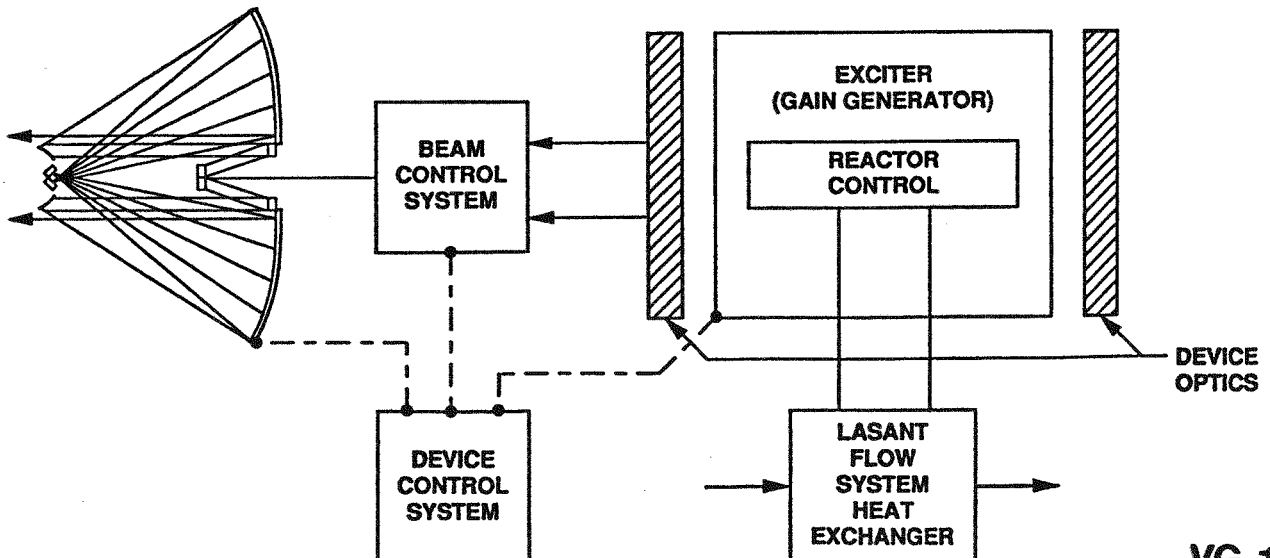 EXCITER
(GAIN GENERATOR)
REACTOR
CONTROL
BEAM
CONTROL
SYSTEM
DEVICE
OPTICS
DEVICE
CONTROL
SYSTEM
LASANT
FLOW
SYSTEM
HEAT
EXCHANGER